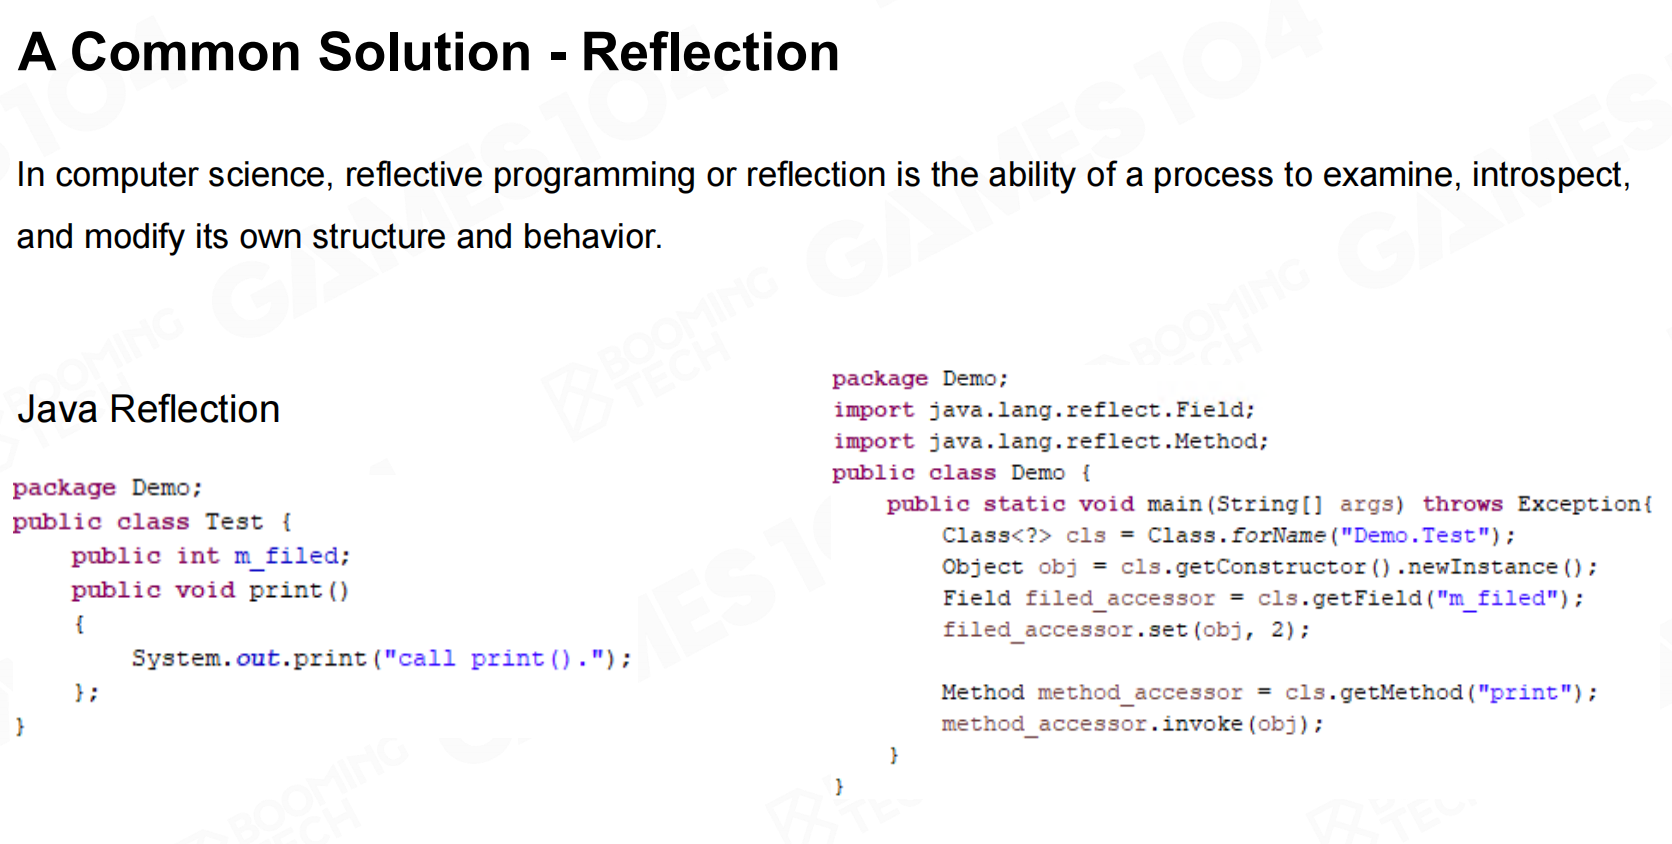 A Common Solution - Reflection
In computer science, reflective programming or reflection is the ability of a process to examine, introspect,
and modify its own structure and behavior.
Java Reflection
package Demo;
public class Test {
    public int m_filed;
    public void print()
    {
        System.out.print("call print().");
    };
}
package Demo;
import java.lang.reflect.Field;
import java.lang.reflect.Method;
public class Demo {
    public static void main(String[] args) throws Exception{
        Class<?> cls = Class.forName("Demo.Test");
        Object obj = cls.getConstructor().newInstance();
        Field filed_accessor = cls.getField("m_filed");
        filed_accessor.set(obj, 2);
        Method method_accessor = cls.getMethod("print");
        method_accessor.invoke(obj);
    }
}
GAMES104
BOOMING
TECH